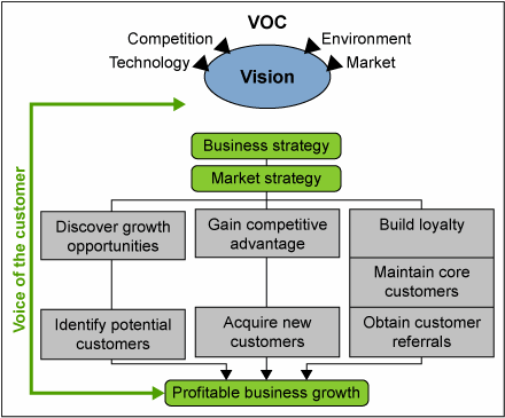 VOC
Competition
Environment
Technology
Market
Vision
Business strategy
Market strategy
Discover growth
opportunities
Gain competitive
advantage
Build loyalty
Maintain core
customers
Identify potential
customers
Acquire new
customers
Obtain customer
referrals
Profitable business growth
Voice of the customer